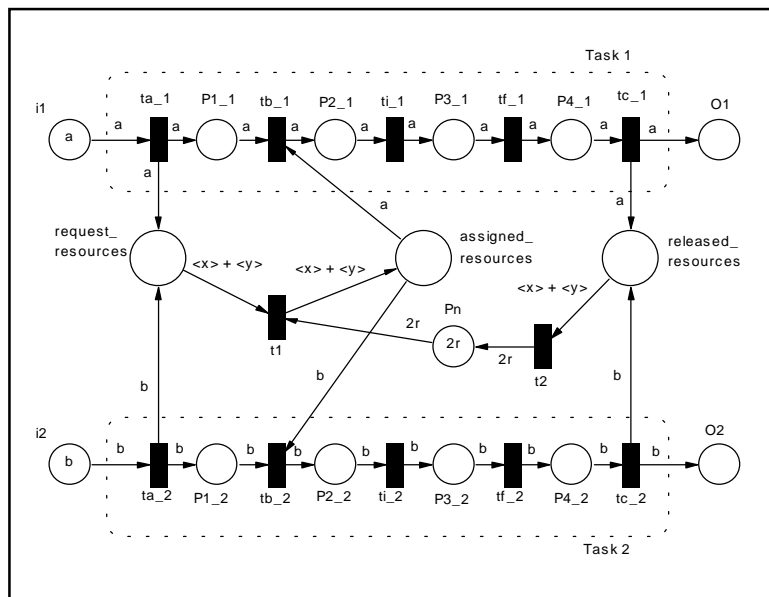 Task 1
i1
ta_1
P1_1
tb_1
P2_1
ti_1
P3_1
tf_1
P4_1
tc_1
O1
a
a
a
a
a
a
a
a
a
a
a
a
a
a
request_
resources
<x> + <y>
<x> + <y>
assigned_
resources
released_
resources
<x> + <y>
t1
2r
Pn
2r
2r
t2
b
b
b
i2
b
b
b
b
b
b
b
b
b
b
b
O2
ta_2
P1_2
tb_2
P2_2
ti_2
P3_2
tf_2
P4_2
tc_2
Task 2